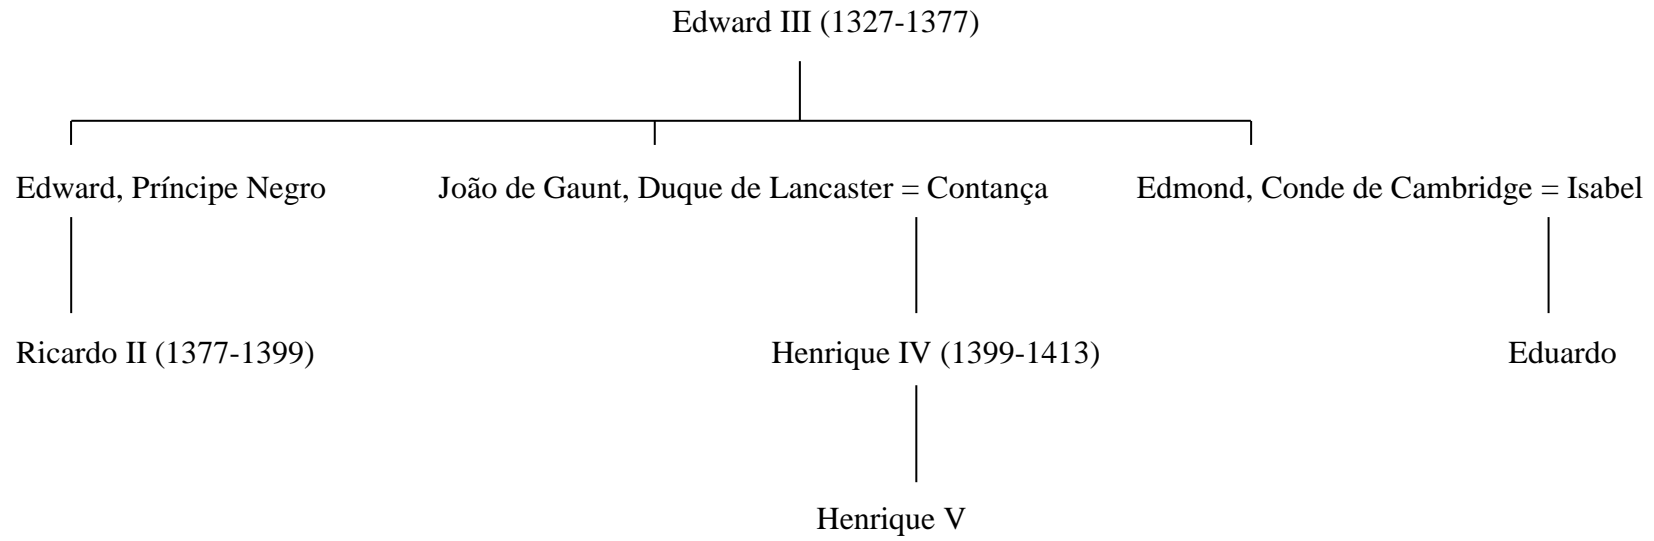 Edward III (1327-1377)
Edward, Príncipe Negro
João de Gaunt, Duque de Lancaster = Contança
Edmond, Conde de Cambridge = Isabel
Ricardo II (1377-1399)
Henrique IV (1399-1413)
Eduardo
Henrique V